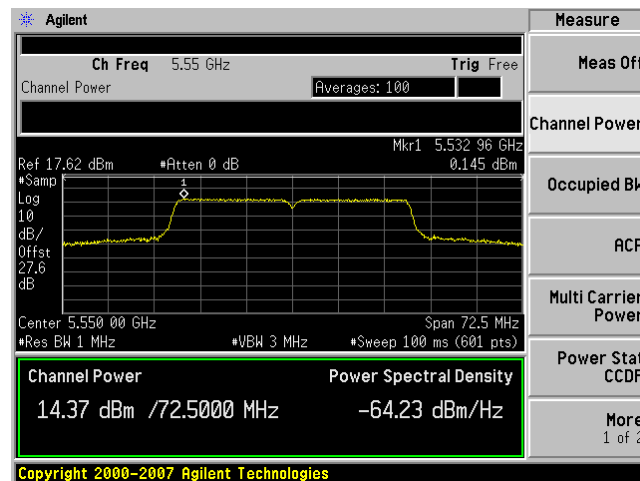 Agilent
Measure
Ch Freq 5.55 GHz Trig Free
Meas Off
Channel Power Averages: 100
Channel Power
Mkr1 5.532 96 GHz
Ref 17.62 dBm #Atten 0 dB 0.145 dBm
#Samp
Log
10
dB/
Offst
27.6
dB
1
Occupied BW
ACP
Multi Carrier
Power
Center 5.550 00 GHz Span 72.5 MHz
#Res BW 1 MHz #VBW 3 MHz #Sweep 100 ms (601 pts)
Power Stat
CCDF
Channel Power Power Spectral Density
14.37 dBm /72.5000 MHz -64.23 dBm/Hz
More
1 of 2
Copyright 2000-2007 Agilent Technologies